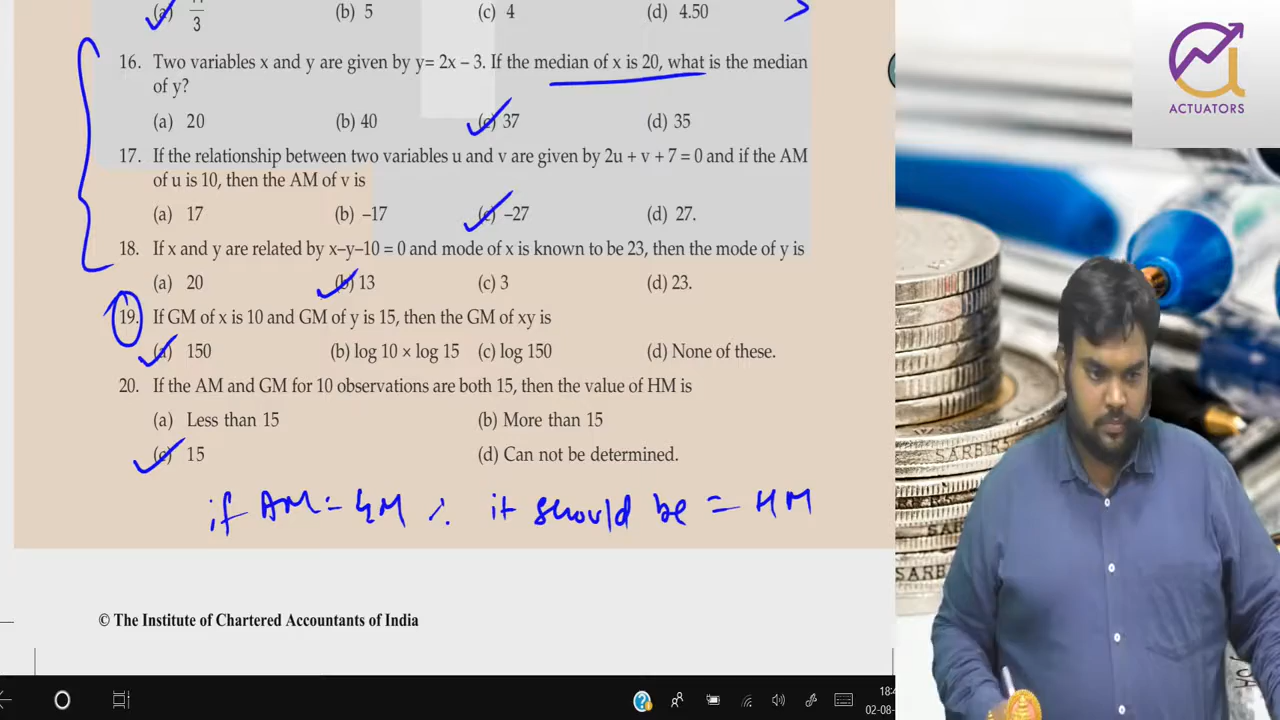 (a) π/3 (b) 5 (c) 4 (d) 4.50
16. Two variables x and y are given by y= 2x – 3. If the median of x is 20, what is the median
of y?
(a) 20 (b) 40 (c) 37 (d) 35
17. If the relationship between two variables u and v are given by 2u + v + 7 = 0 and if the AM
of u is 10, then the AM of v is
(a) 17 (b) –17 (c) –27 (d) 27.
18. If x and y are related by x–y–10 = 0 and mode of x is known to be 23, then the mode of y is
(a) 20 (b) 13 (c) 3 (d) 23.
19. If GM of x is 10 and GM of y is 15, then the GM of xy is
(a) 150 (b) log 10 × log 15 (c) log 150 (d) None of these.
20. If the AM and GM for 10 observations are both 15, then the value of HM is
(a) Less than 15 (b) More than 15
(c) 15 (d) Can not be determined.
if AM = GM ∴ it should be = HM
© The Institute of Chartered Accountants of India
ACTUATORS
02-08-